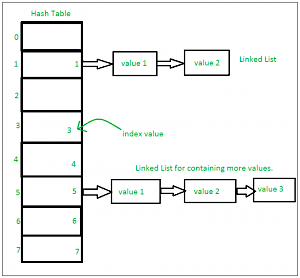 Hash Table
0
1 1 value 1 value 2 Linked List
2
3 3
index value
4 4
Linked List for containing more values.
5 5 value 1 value 2 value 3
6 6
7 7